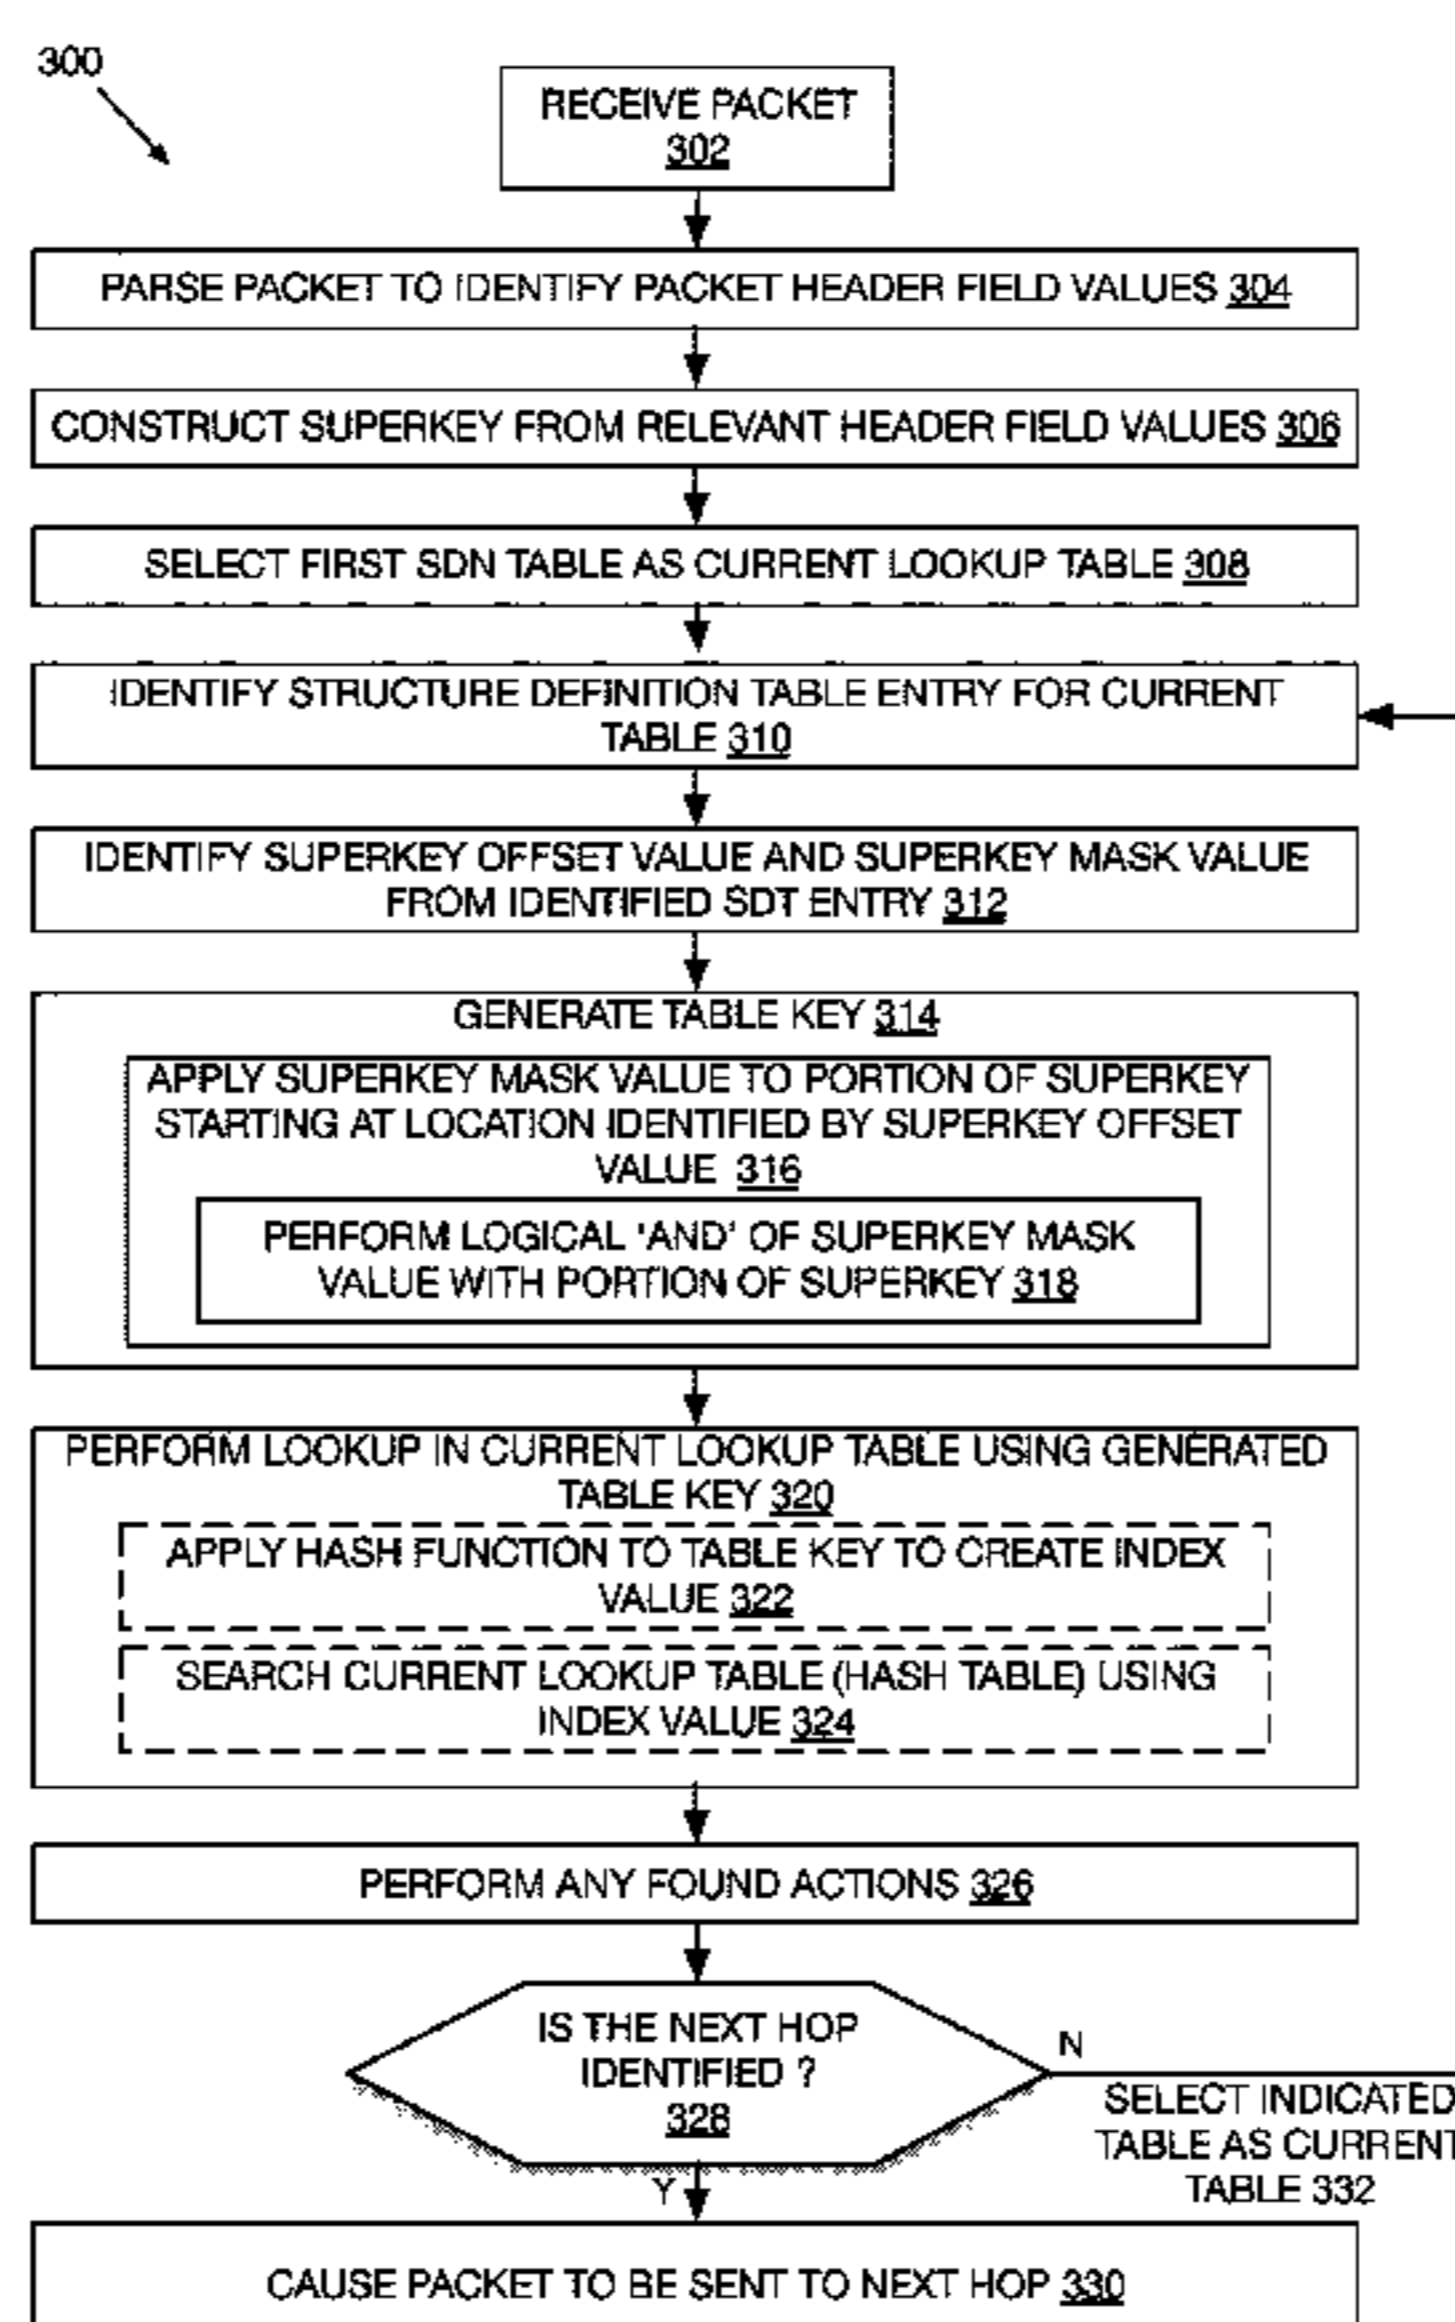 300
RECEIVE PACKET
302
PARSE PACKET TO IDENTIFY PACKET HEADER FIELD VALUES 304
CONSTRUCT SUPERKEY FROM RELEVANT HEADER FIELD VALUES 306
SELECT FIRST SDN TABLE AS CURRENT LOOKUP TABLE 308
IDENTIFY STRUCTURE DEFINITION TABLE ENTRY FOR CURRENT
TABLE 310
IDENTIFY SUPERKEY OFFSET VALUE AND SUPERKEY MASK VALUE
FROM IDENTIFIED SDT ENTRY 312
GENERATE TABLE KEY 314
APPLY SUPERKEY MASK VALUE TO PORTION OF SUPERKEY
STARTING AT LOCATION IDENTIFIED BY SUPERKEY OFFSET
VALUE 316
PERFORM LOGICAL 'AND' OF SUPERKEY MASK
VALUE WITH PORTION OF SUPERKEY 318
PERFORM LOOKUP IN CURRENT LOOKUP TABLE USING GENERATED
TABLE KEY 320
APPLY HASH FUNCTION TO TABLE KEY TO CREATE INDEX
VALUE 322
SEARCH CURRENT LOOKUP TABLE (HASH TABLE) USING
INDEX VALUE 324
PERFORM ANY FOUND ACTIONS 326
IS THE NEXT HOP
IDENTIFIED ?
328
N
SELECT INDICATED
TABLE AS CURRENT
TABLE 332
Y
CAUSE PACKET TO BE SENT TO NEXT HOP 330